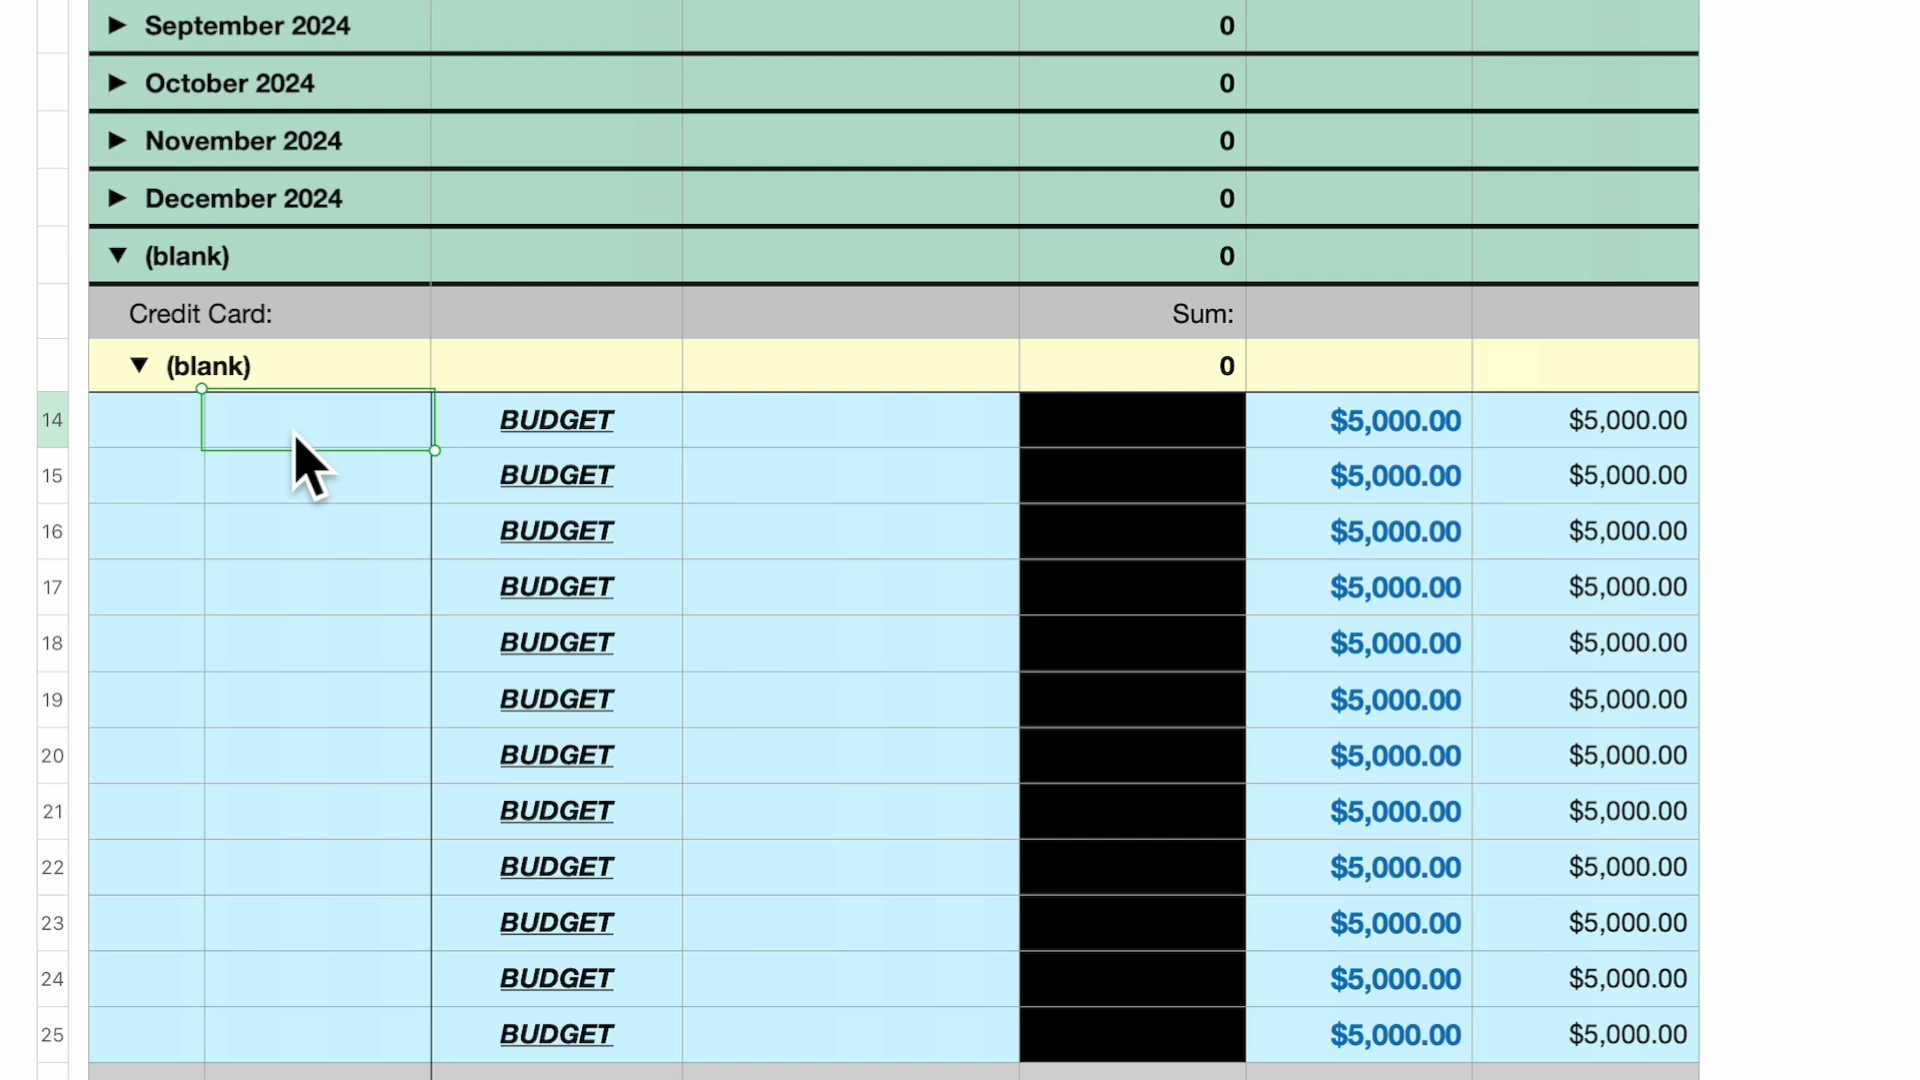 September 2024 0
October 2024 0
November 2024 0
December 2024 0
(blank) 0
Credit Card: Sum:
(blank) 0
14 BUDGET $5,000.00 $5,000.00
15 BUDGET $5,000.00 $5,000.00
16 BUDGET $5,000.00 $5,000.00
17 BUDGET $5,000.00 $5,000.00
18 BUDGET $5,000.00 $5,000.00
19 BUDGET $5,000.00 $5,000.00
20 BUDGET $5,000.00 $5,000.00
21 BUDGET $5,000.00 $5,000.00
22 BUDGET $5,000.00 $5,000.00
23 BUDGET $5,000.00 $5,000.00
24 BUDGET $5,000.00 $5,000.00
25 BUDGET $5,000.00 $5,000.00